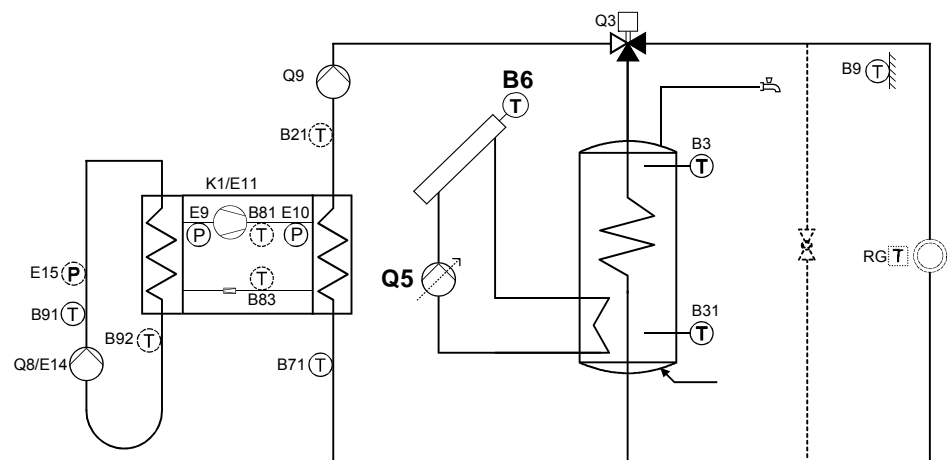 Q3
Q9
B9 T
B6
T
B21 T
B3
T
K1/E11
E9 B81 E10
P T P
T
B83
E15 P
Q5
RG T
B91 T
B92 T
B31
T
Q8/E14
B71 T